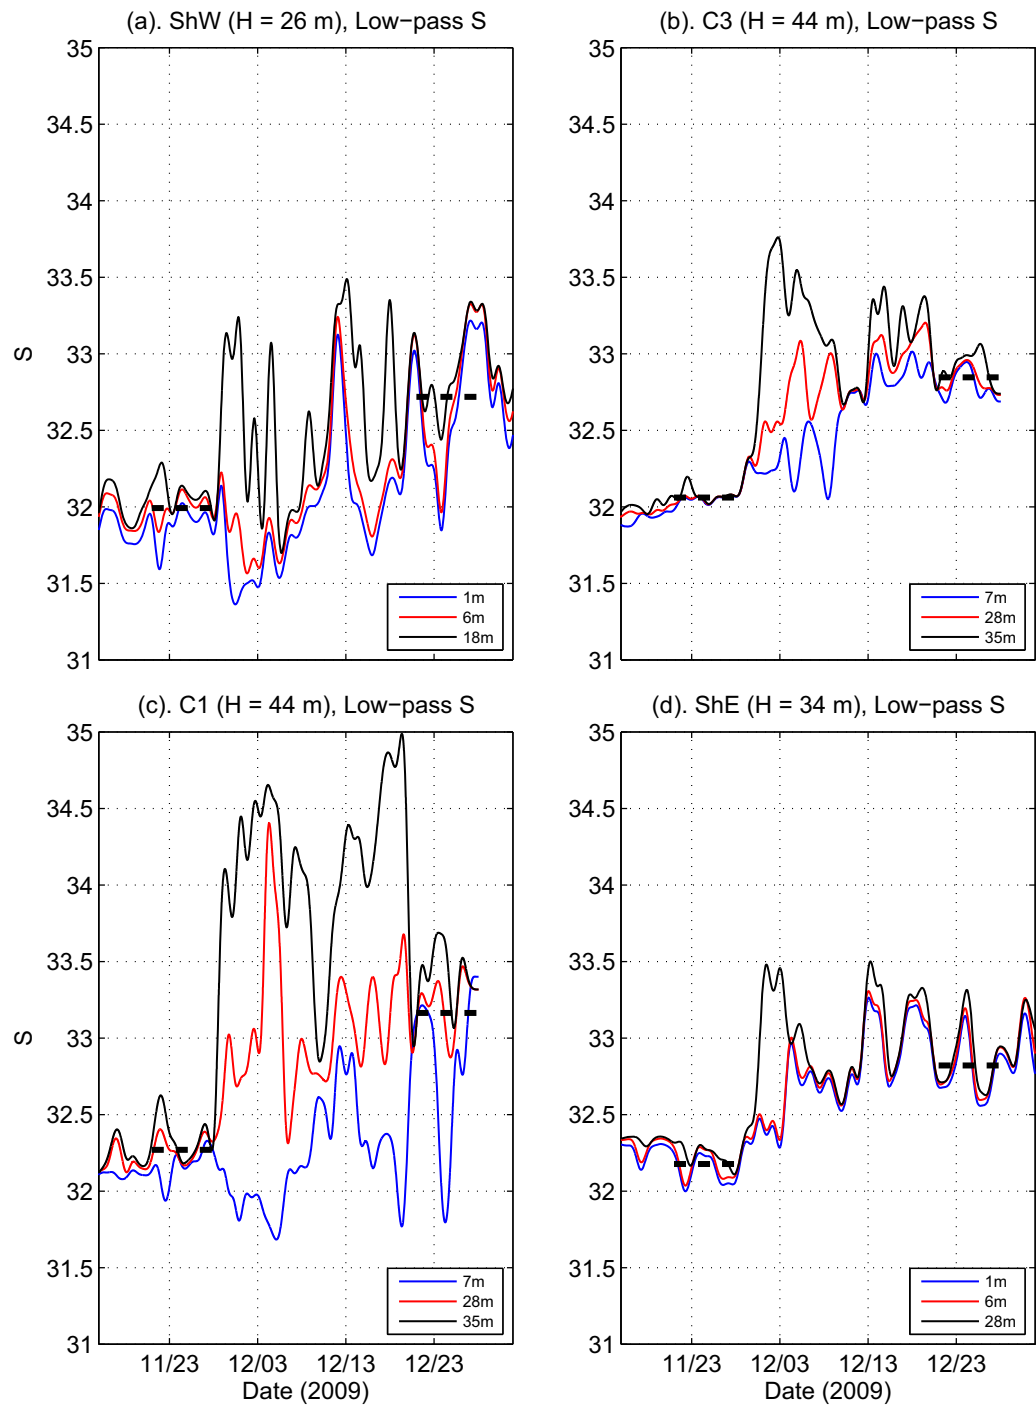 (a). ShW (H = 26 m), Low−pass S
35
34.5
34
33.5
33
32.5
32
31.5
31
S
1m
6m
18m
(b). C3 (H = 44 m), Low−pass S
35
34.5
34
33.5
33
32.5
32
31.5
31
7m
28m
35m
(c). C1 (H = 44 m), Low−pass S
35
34.5
34
33.5
33
32.5
32
31.5
31
S
7m
28m
35m
11/23 12/03 12/13 12/23
Date (2009)
(d). ShE (H = 34 m), Low−pass S
35
34.5
34
33.5
33
32.5
32
31.5
31
1m
6m
28m
11/23 12/03 12/13 12/23
Date (2009)